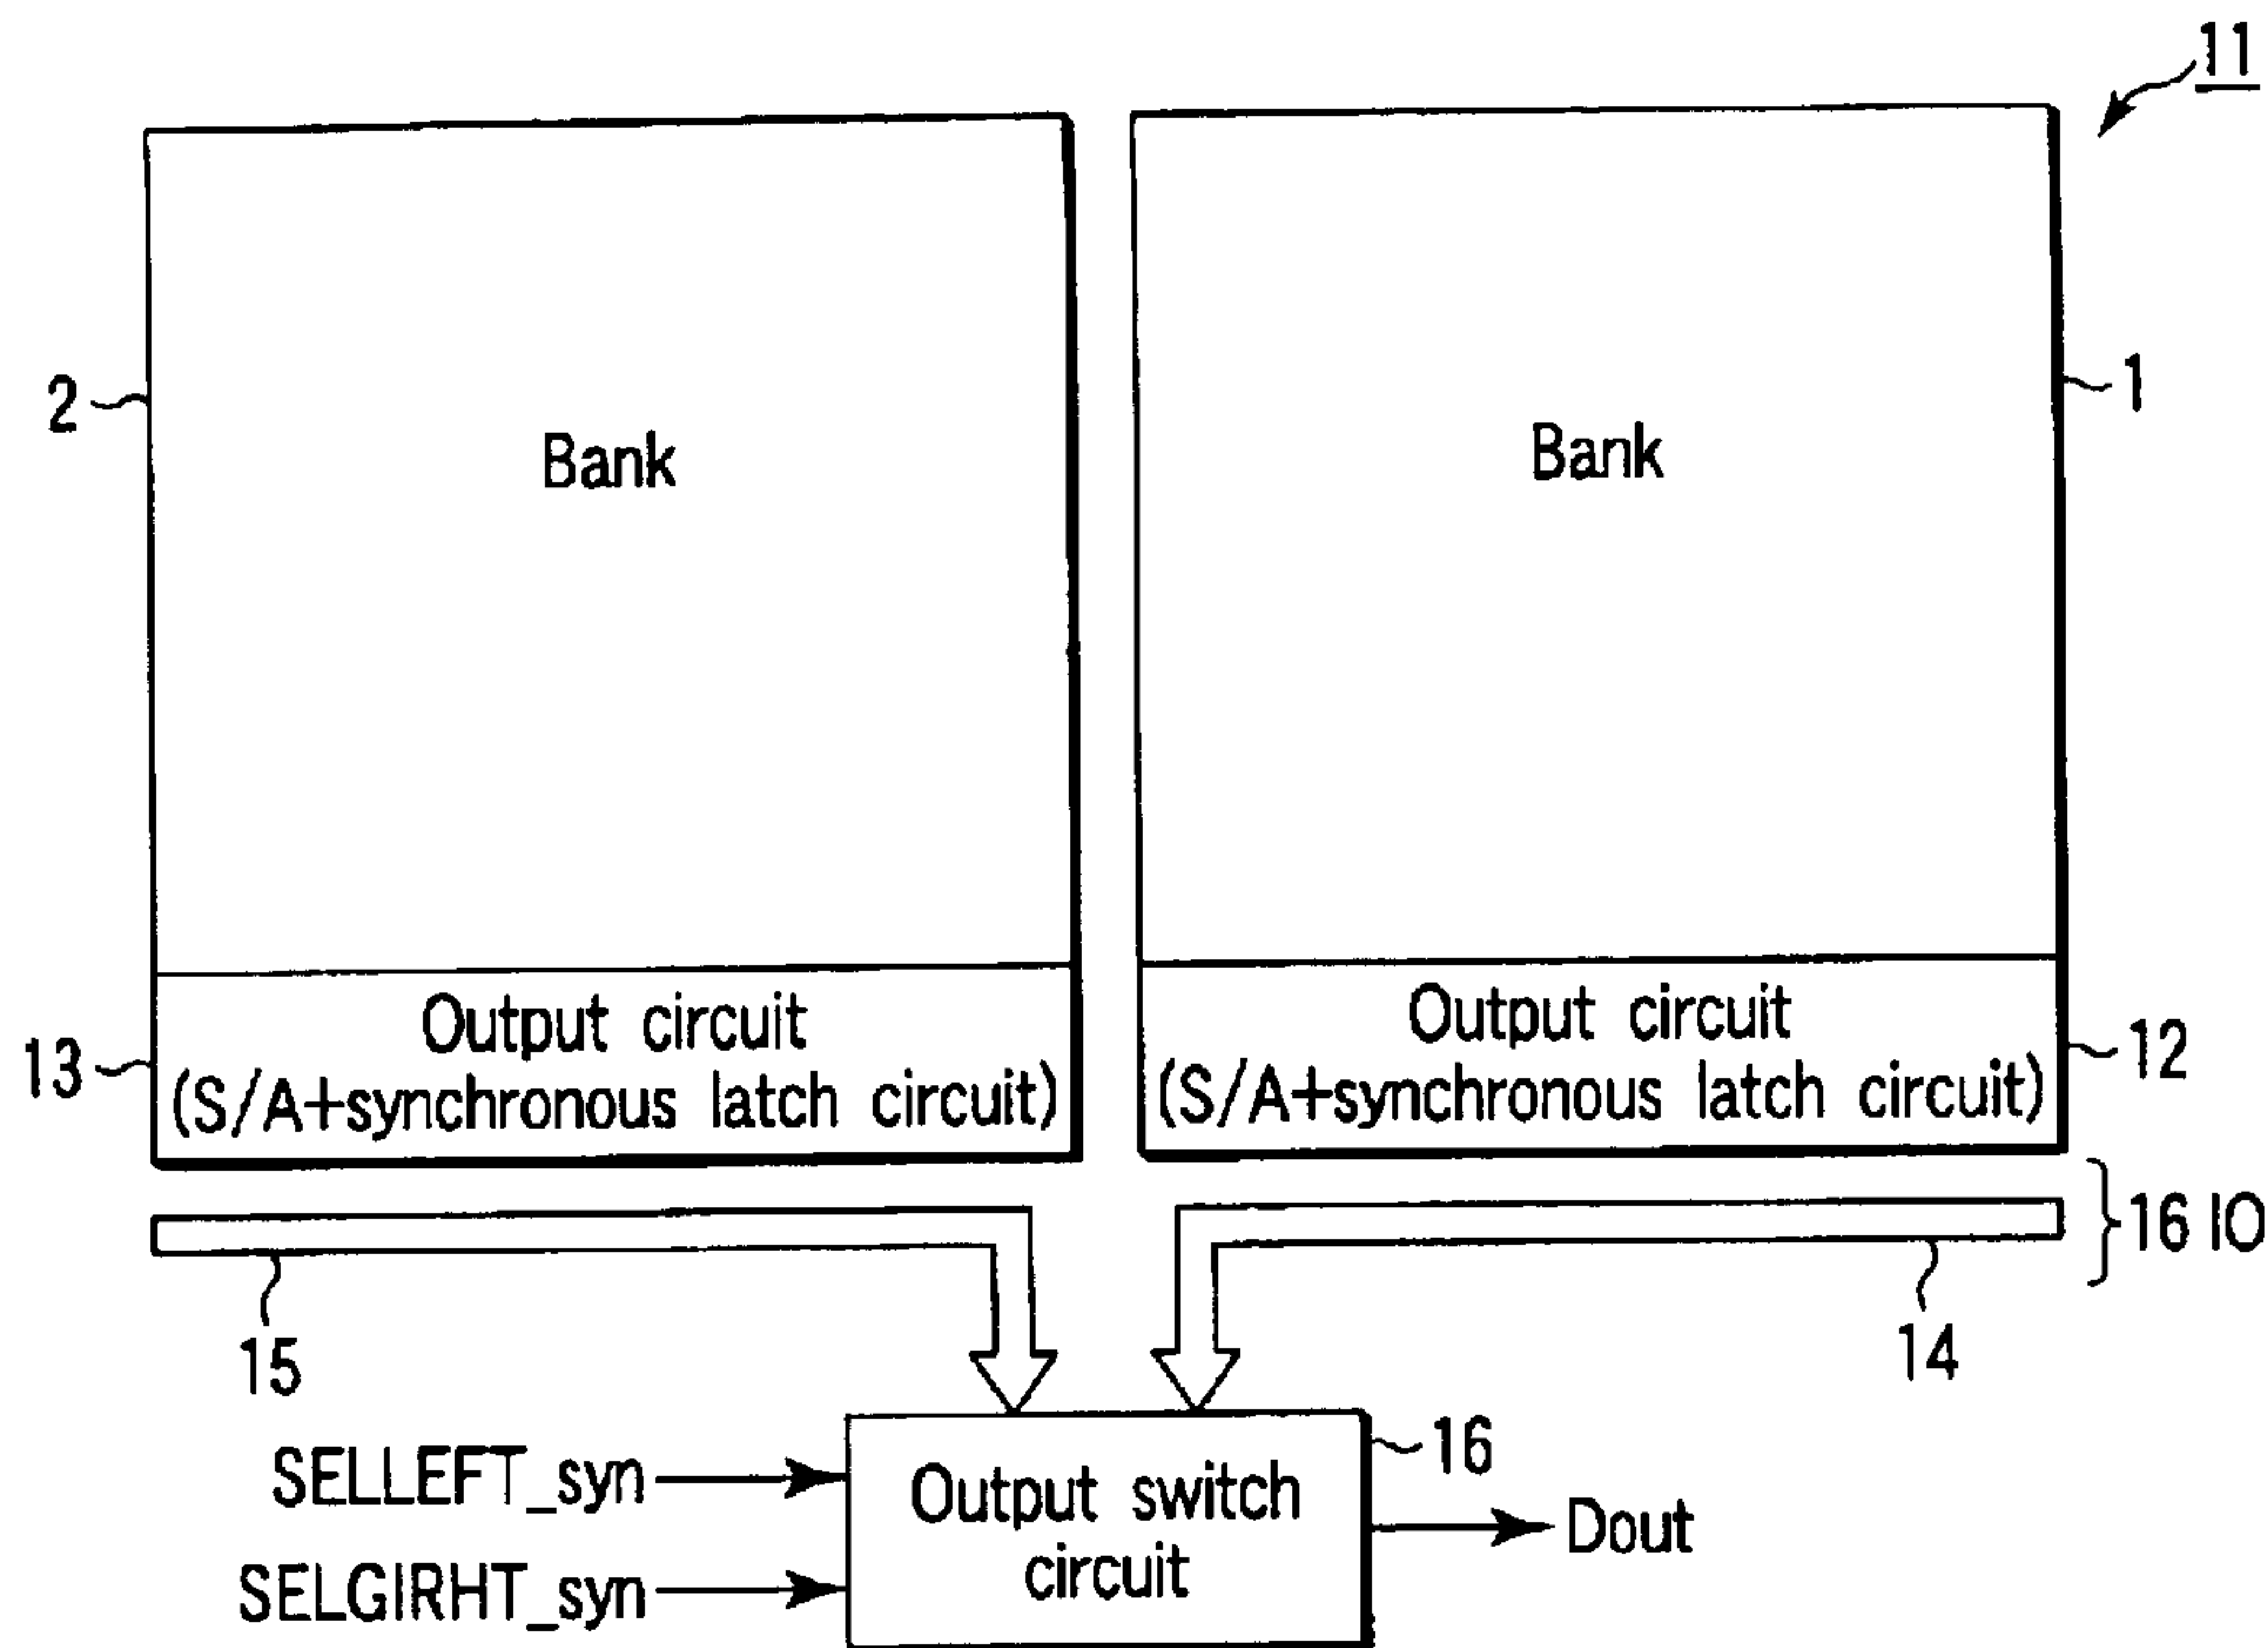 11
2
Bank
Bank
1
13
Output circuit
(S/A+synchronous latch circuit)
Output circuit
(S/A+synchronous latch circuit)
12
16 IO
15
14
SELLEFT_syn
SELGIRHT_syn
Output switch
circuit
16
Dout